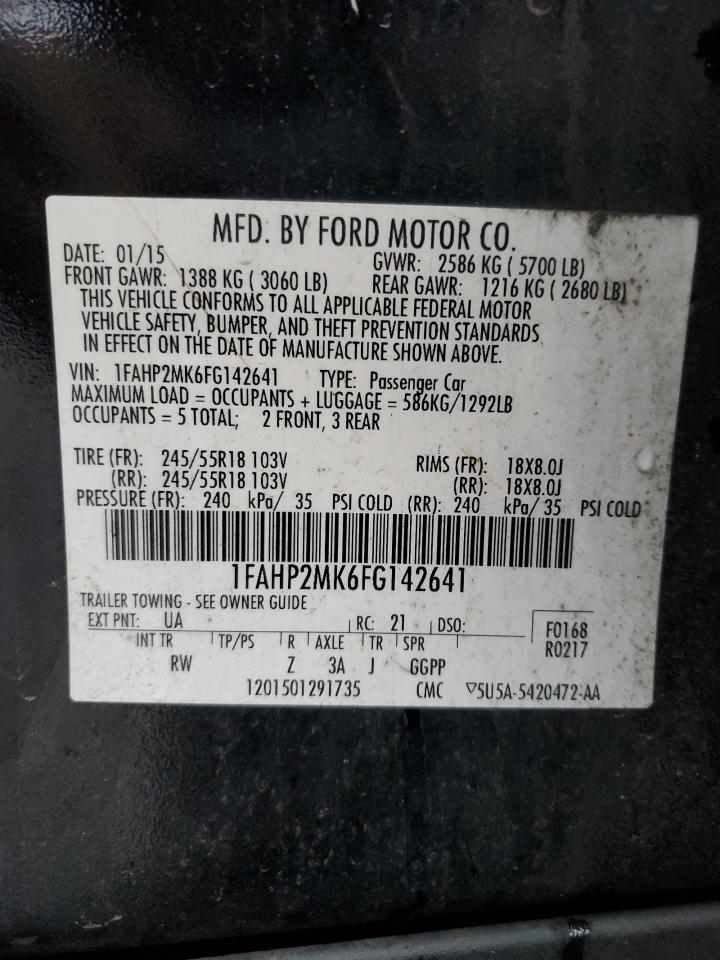 MFD. BY FORD MOTOR CO.
DATE: 01/15 GVWR: 2586 KG ( 5700 LB)
FRONT GAWR: 1388 KG ( 3060 LB) REAR GAWR: 1216 KG ( 2680 LB)
THIS VEHICLE CONFORMS TO ALL APPLICABLE FEDERAL MOTOR
VEHICLE SAFETY, BUMPER, AND THEFT PREVENTION STANDARDS
IN EFFECT ON THE DATE OF MANUFACTURE SHOWN ABOVE.
VIN: 1FAHP2MK6FG142641 TYPE: Passenger Car
MAXIMUM LOAD = OCCUPANTS + LUGGAGE = 586KG/1292LB
OCCUPANTS = 5 TOTAL; 2 FRONT, 3 REAR
TIRE (FR): 245/55R18 103V RIMS (FR): 18X8.0J
(RR): 245/55R18 103V (RR): 18X8.0J
PRESSURE (FR): 240 kPa/ 35 PSI COLD (RR): 240 kPa/ 35 PSI COLD
1FAHP2MK6FG142641
TRAILER TOWING - SEE OWNER GUIDE
EXT PNT: UA RC: 21 DSO: F0168
INT TR TP/PS R AXLE TR SPR R0217
RW Z 3A J GGPP
1201501291735 CMC ▽5U5A-5420472-AA